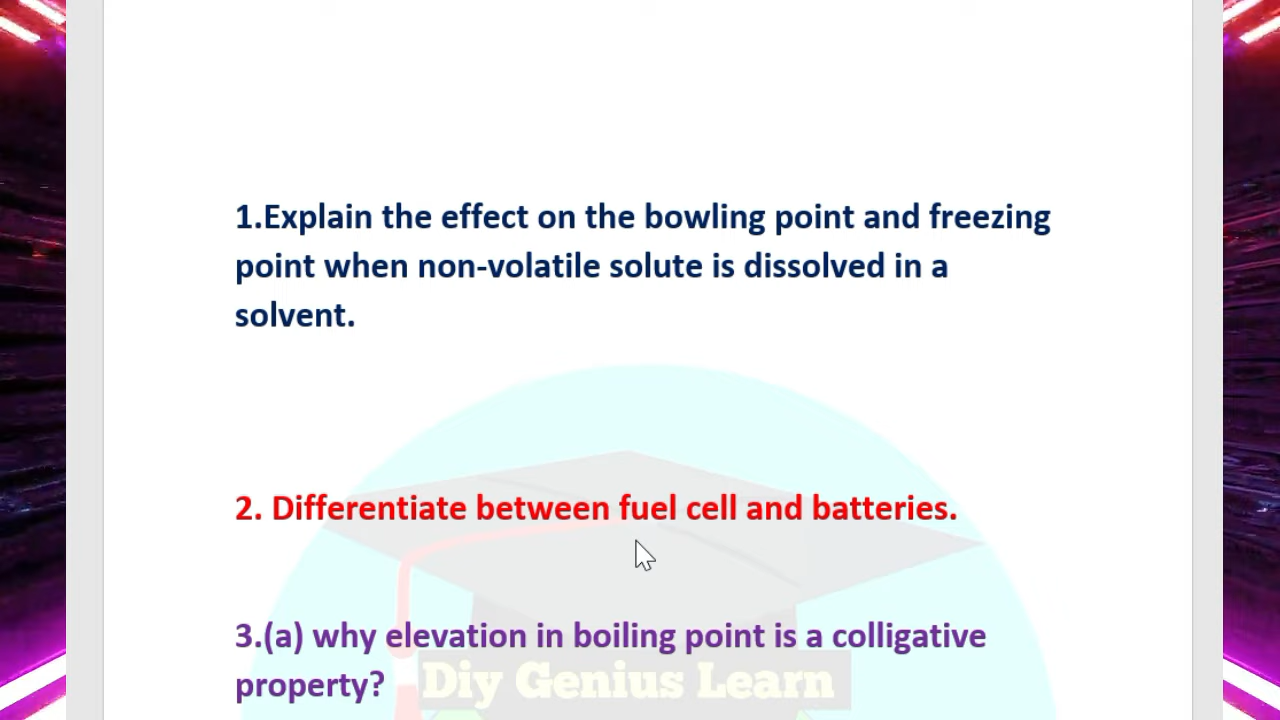 1.Explain the effect on the bowling point and freezing
point when non-volatile solute is dissolved in a
solvent.
2. Differentiate between fuel cell and batteries.
3.(a) why elevation in boiling point is a colligative
property?
Diy Genius Learn